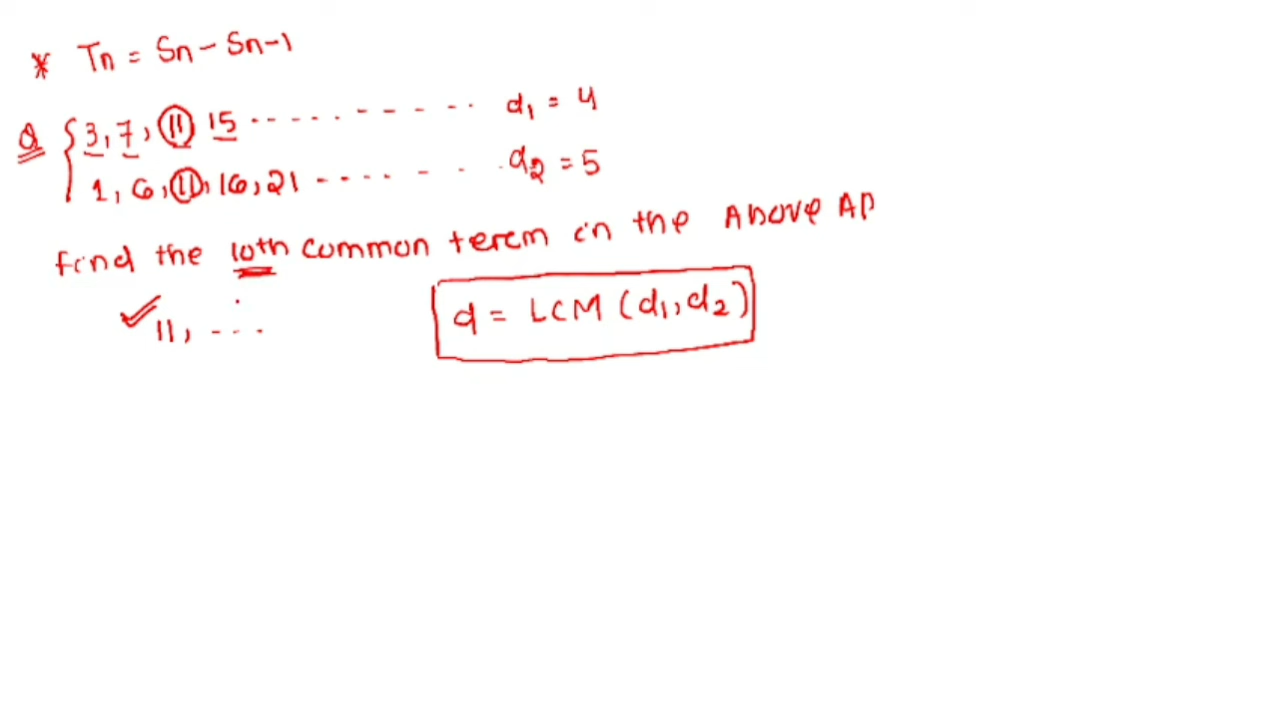 * Tn = Sn - Sn-1
Q { 3, 7, 11 15 .......... d1 = 4
1, 6, 11, 16, 21 ....... d2 = 5
find the 10th common terem in the Above AP
11, ... d = LCM (d1, d2)